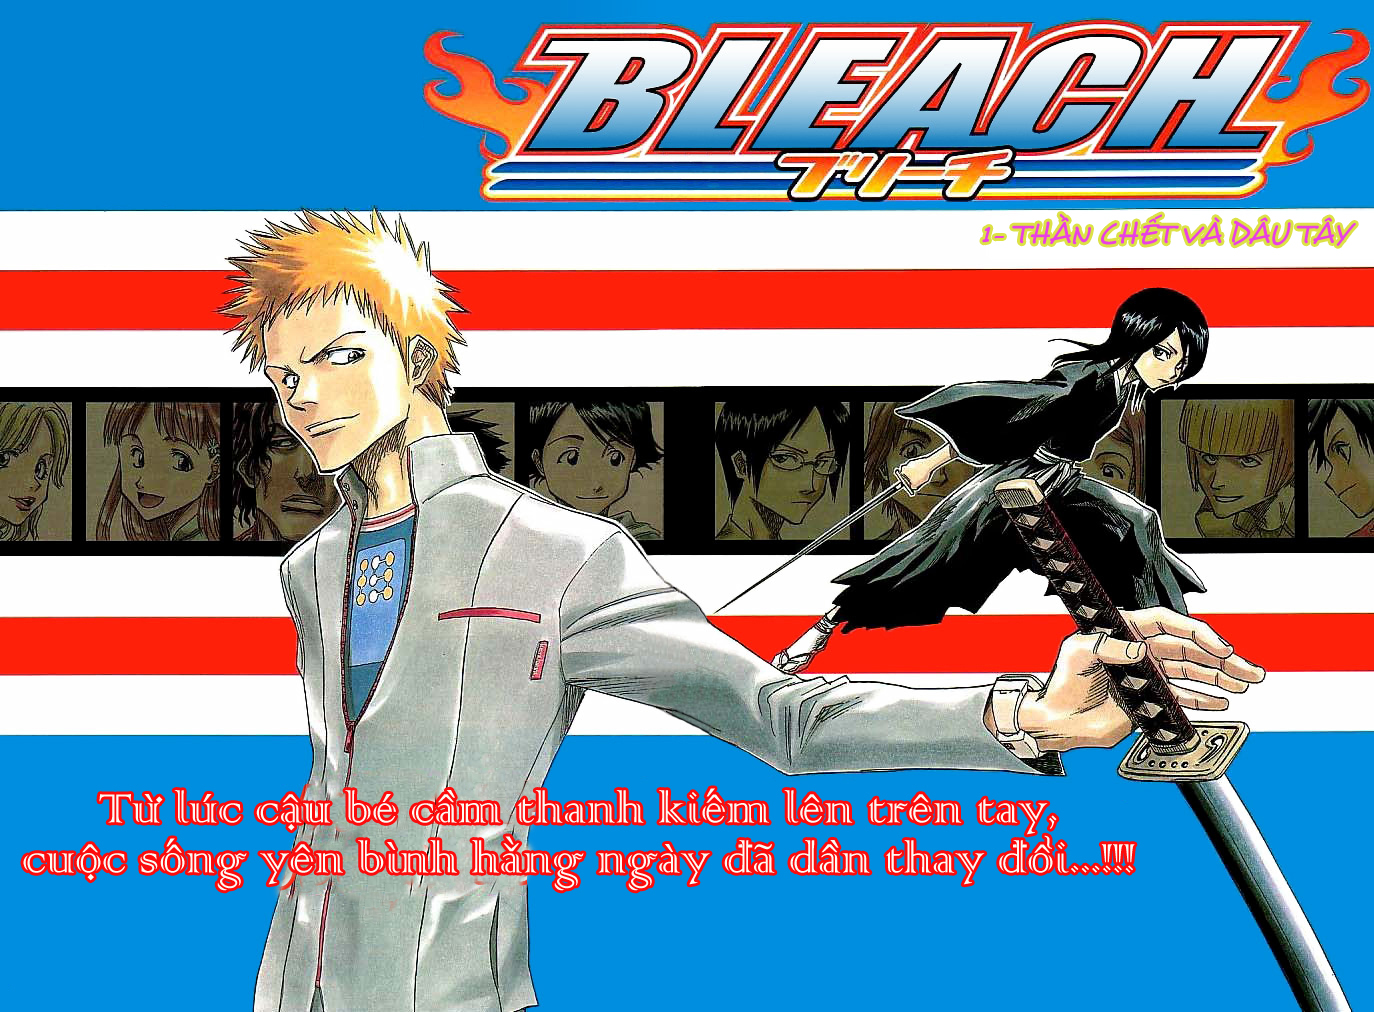 BLEACH
ブリーチ
1- THẦN CHẾT VÀ DÂU TÂY
Từ lúc cậu bé cầm thanh kiếm lên trên tay,
cuộc sống yên bình hằng ngày đã dần thay đổi...!!!